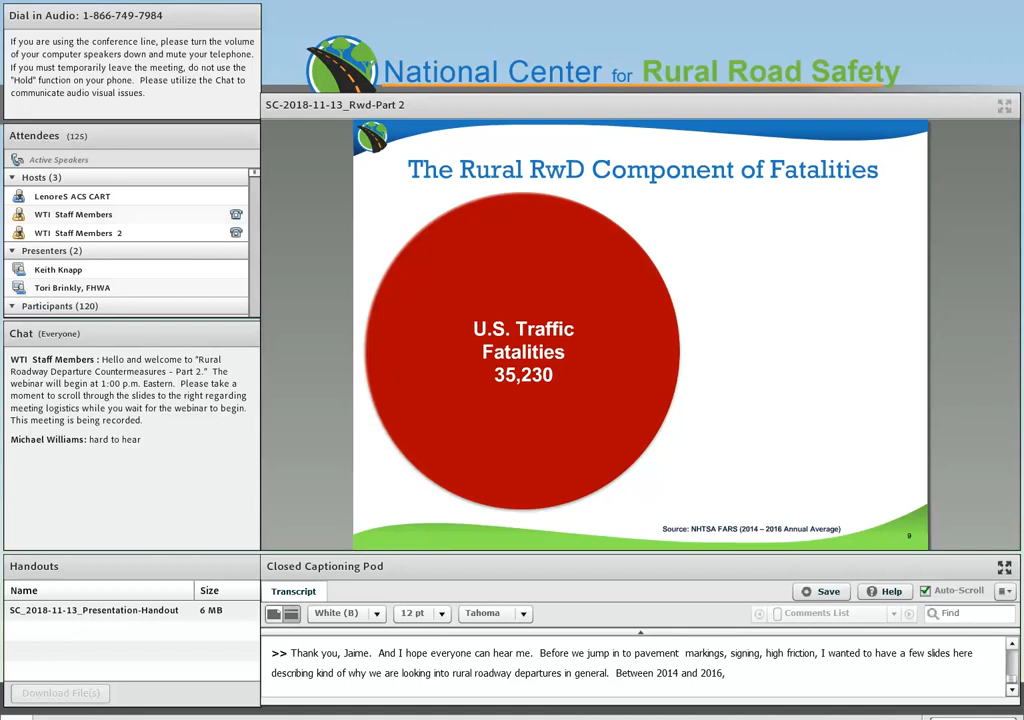 Dial in Audio: 1-866-749-7984
If you are using the conference line, please turn the volume
of your computer speakers down and mute your telephone.
If you must temporarily leave the meeting, do not use the
"Hold" function on your phone. Please utilize the Chat to
communicate audio visual issues.
National Center for Rural Road Safety
Attendees (125)
Active Speakers
Hosts (3)
LenoreS ACS CART
WTI Staff Members
WTI Staff Members 2
Presenters (2)
Keith Knapp
Tori Brinkly, FHWA
Participants (120)
Chat (Everyone)
WTI Staff Members : Hello and welcome to "Rural
Roadway Departure Countermeasures - Part 2." The
webinar will begin at 1:00 p.m. Eastern. Please take a
moment to scroll through the slides to the right regarding
meeting logistics while you wait for the webinar to begin.
This meeting is being recorded.
Michael Williams: hard to hear
SC-2018-11-13_Rwd-Part 2
The Rural RwD Component of Fatalities
U.S. Traffic
Fatalities
35,230
Source: NHTSA FARS (2014 – 2016 Annual Average)
9
Handouts
Name Size
SC_2018-11-13_Presentation-Handout 6 MB
Download File(s)
Closed Captioning Pod
Transcript
Save Help Auto-Scroll
White (B) 12 pt Tahoma Comments List Find
>> Thank you, Jaime. And I hope everyone can hear me. Before we jump in to pavement markings, signing, high friction, I wanted to have a few slides here
describing kind of why we are looking into rural roadway departures in general. Between 2014 and 2016,